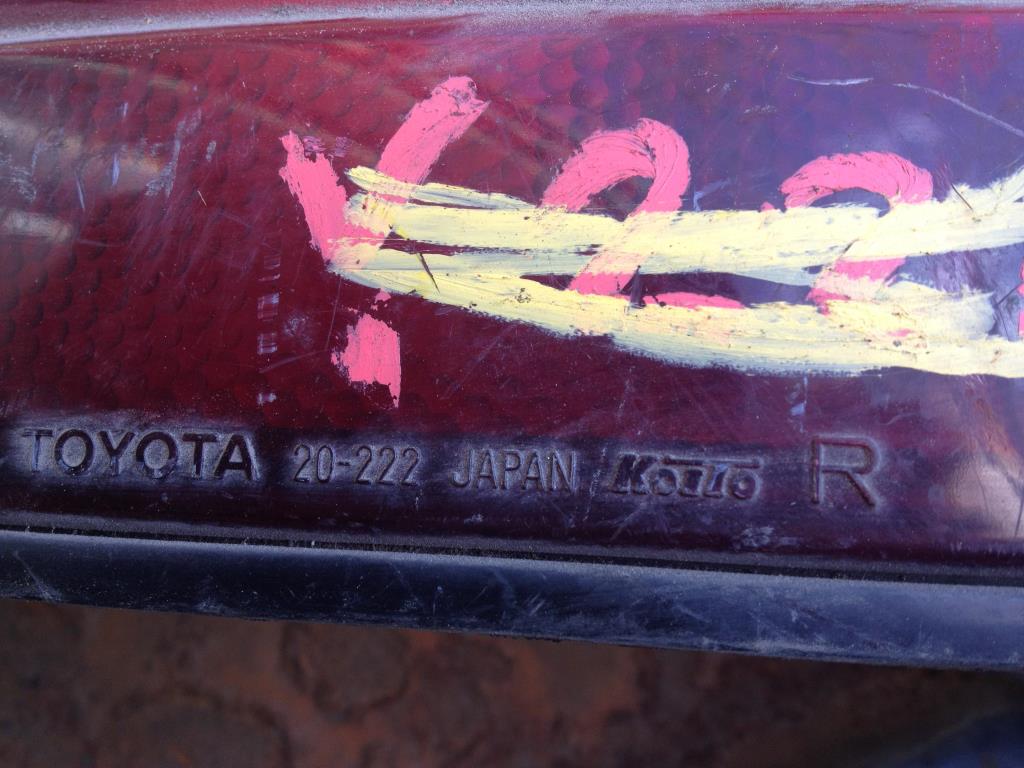 TOYOTA 20-222 JAPAN Koito R